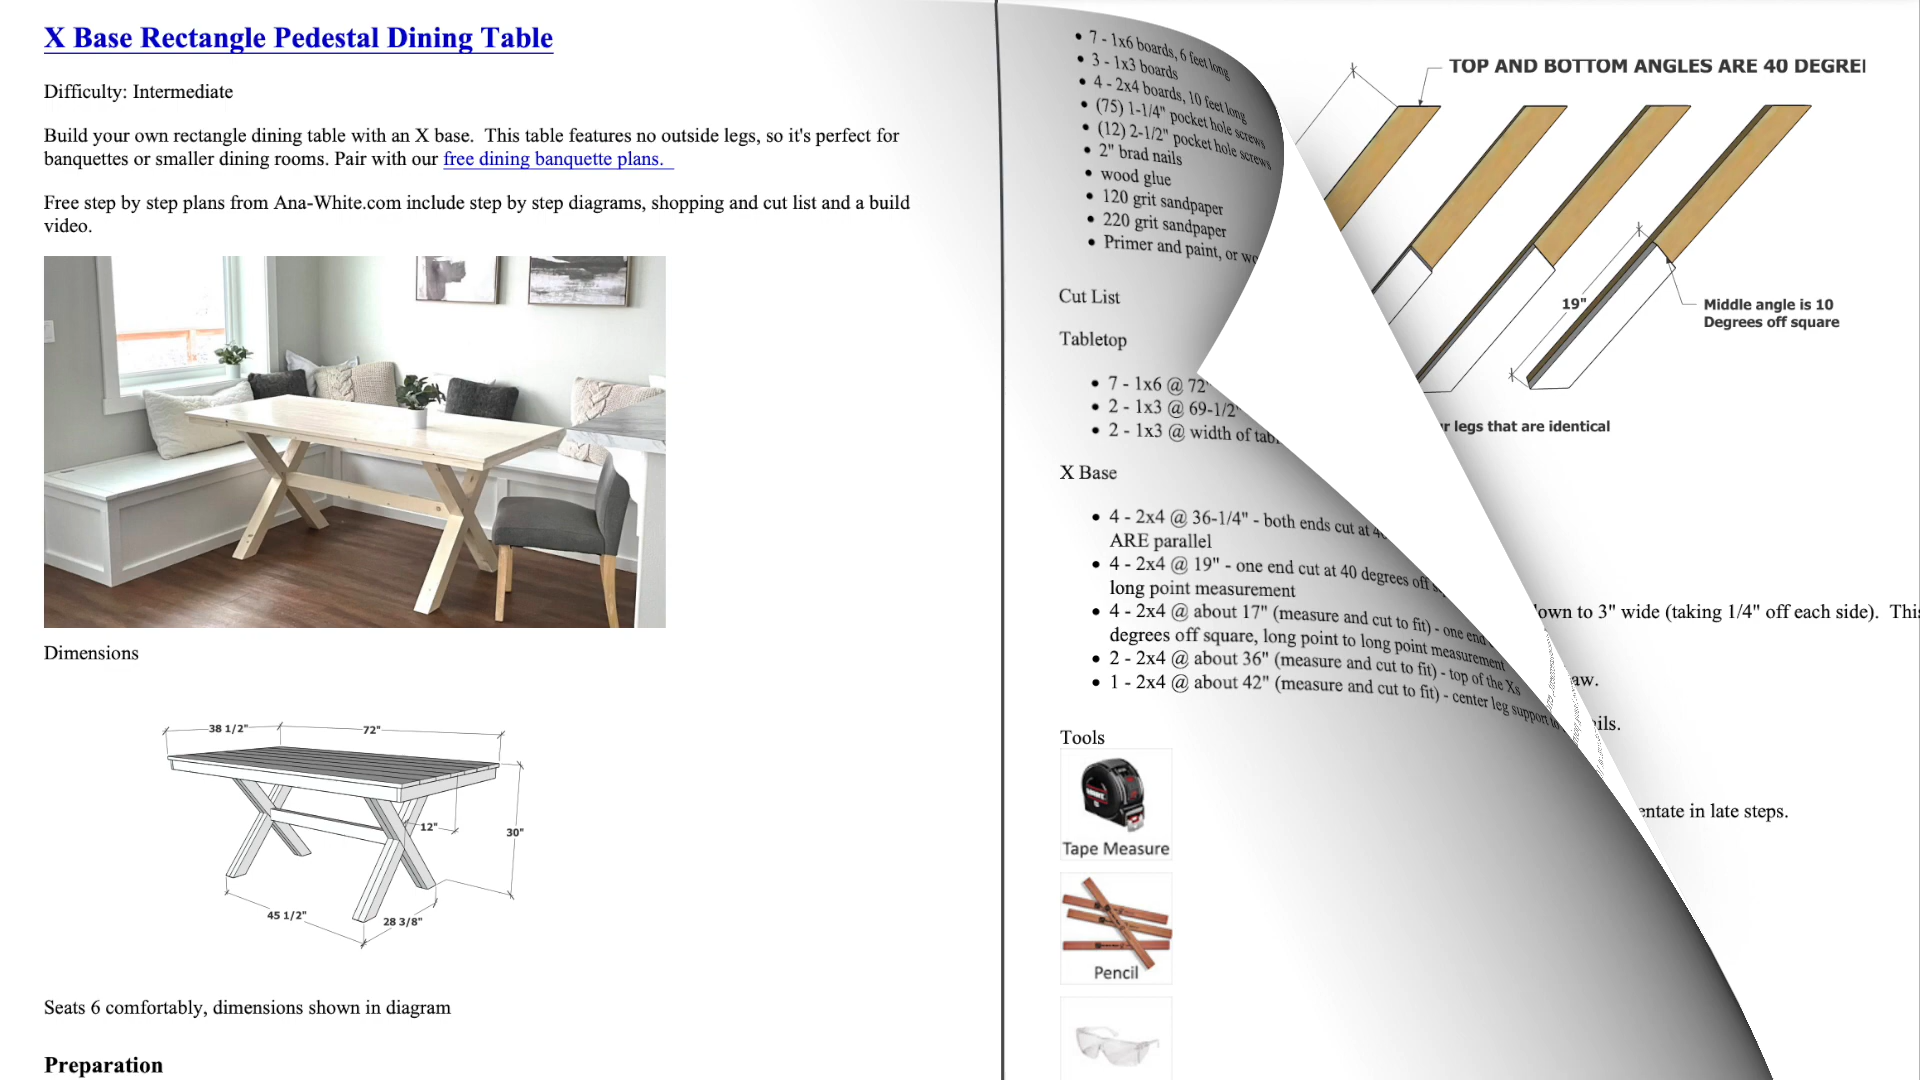 X Base Rectangle Pedestal Dining Table
Difficulty: Intermediate
Build your own rectangle dining table with an X base. This table features no outside legs, so it's perfect for
banquettes or smaller dining rooms. Pair with our free dining banquette plans.
Free step by step plans from Ana-White.com include step by step diagrams, shopping and cut list and a build
video.
Dimensions
38 1/2"
72"
12"
30"
45 1/2"
28 3/8"
Seats 6 comfortably, dimensions shown in diagram
Preparation
7 - 1x6 boards, 6 feet long
3 - 1x3 boards
4 - 2x4 boards, 10 feet long
(75) 1-1/4" pocket hole screws
(12) 2-1/2" pocket hole screws
2" brad nails
wood glue
120 grit sandpaper
220 grit sandpaper
Primer and paint, or
Cut List
Tabletop
7 - 1x6 @ 72"
2 - 1x3 @ 69-1/2"
2 - 1x3 @ width of
X Base
4 - 2x4 @ 36-1/4" - both ends cut at
ARE parallel
4 - 2x4 @ 19" - one end cut at 40 degrees off
long point measurement
4 - 2x4 @ about 17" (measure and cut to fit) - one end
degrees off square, long point to long point measurement
2 - 2x4 @ about 36" (measure and cut to fit) - top of the Xs
1 - 2x4 @ about 42" (measure and cut to fit) - center leg support
Tools
Tape Measure
Pencil
TOP AND BOTTOM ANGLES ARE 40
19"
Middle angle is 10
Degrees off square
legs that are identical
to 3" wide (taking 1/4" off each side). This
in late steps.